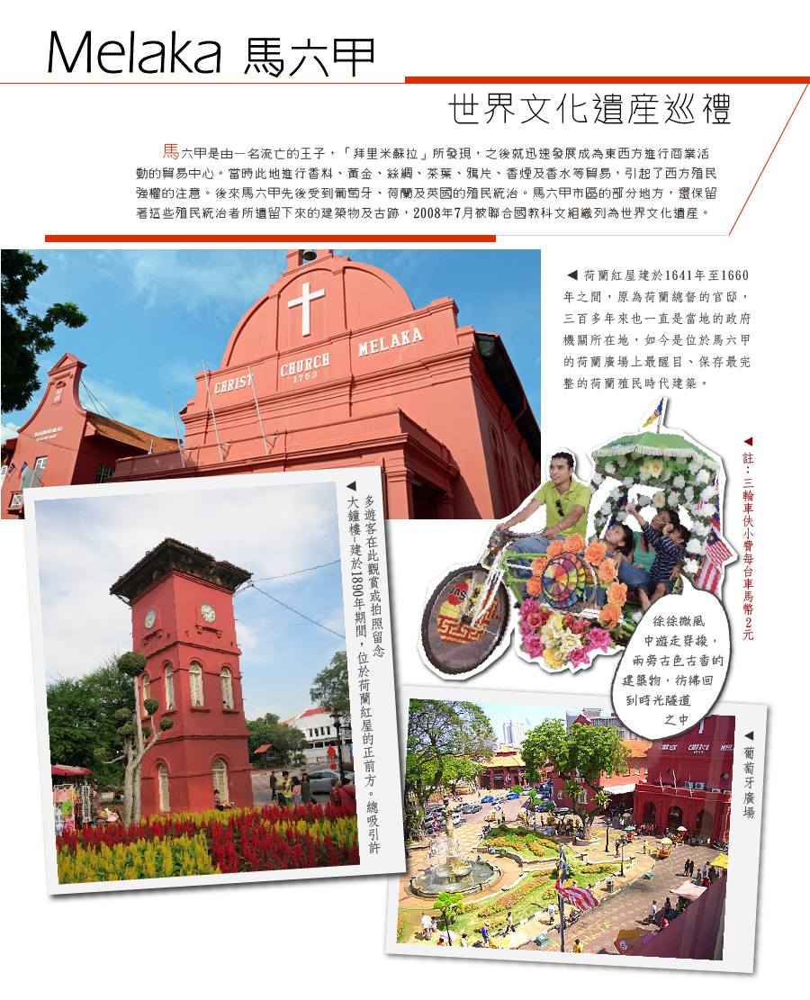 Melaka 馬六甲
世界文化遺産巡禮
馬六甲是由一名流亡的王子，「拜里米蘇拉」所發現，之後就迅速發展成為東西方進行商業活
動的貿易中心。當時此地進行香料、黃金、絲綢、茶葉、鴉片、香煙及香水等貿易，引起了西方殖民
強權的注意。後來馬六甲先後受到葡萄牙、荷蘭及英國的殖民統治。馬六甲市區的部分地方，還保留
著這些殖民統治者所遺留下來的建築物及古跡，2008年7月被聯合國教科文組織列為世界文化遺産。
◀ 荷蘭紅屋建於1641年至1660
年之間，原為荷蘭總督的官邸，
三百多年來也一直是當地的政府
機關所在地，如今是位於馬六甲
的荷蘭廣場上最醒目、保存最完
整的荷蘭殖民時代建築。
CHRIST CHURCH MELAKA
1753
◀ 註：三輪車伕小費每台車馬幣2元
◀ 大鐘樓-建於1890年期間，位於荷蘭紅屋的正前方。總吸引許
多遊客在此觀賞或拍照留念
徐徐微風
中遊走穿梭，
兩旁古色古香的
建築物，彷彿回
到時光隧道
之中
◀ 葡萄牙廣場
CHRIST CHURCH